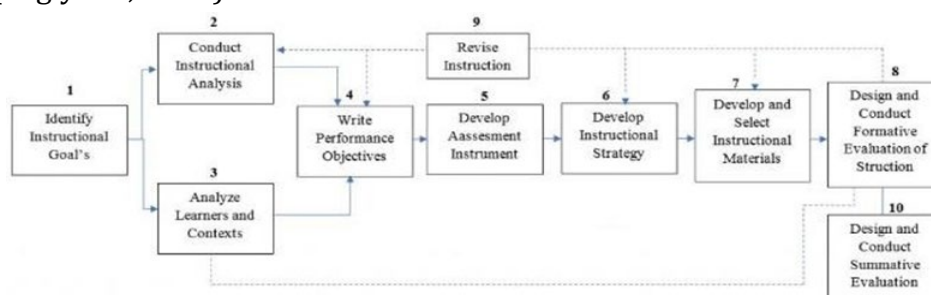 2
Conduct
Instructional
Analysis
9
Revise
Instruction
1
Identify
Instructional
Goal's
4
Write
Performance
Objectives
5
Develop
Aassesment
Instrument
6
Develop
Instructional
Strategy
7
Develop and
Select
Instructional
Materials
8
Design and
Conduct
Formative
Evaluation of
Struction
3
Analyze
Learners and
Contexts
10
Design and
Conduct
Summative
Evaluation